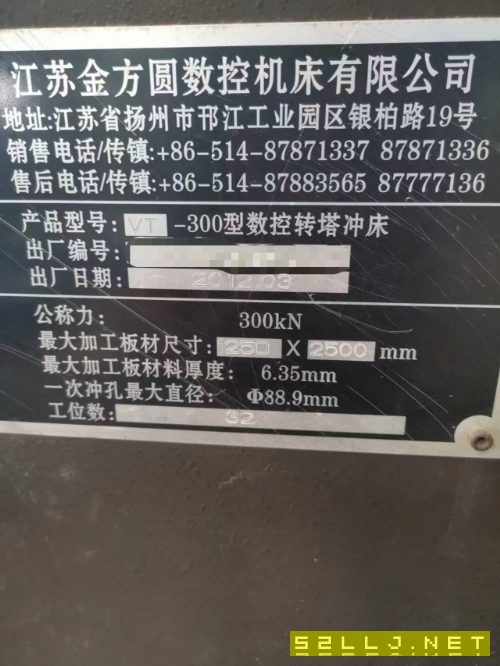 江苏金方圆数控机床有限公司
地址:江苏省扬州市邗江工业园区银柏路19号
销售电话/传镇:+86-514-87871337 87871336
售后电话/传镇:+86-514-87883565 87777136
产品型号: VT -300型数控转塔冲床
出厂编号:
出厂日期: 2012.03
公称力: 300kN
最大加工板材尺寸: 1250 X 2500 mm
最大加工板材料厚度: 6.35mm
一次冲孔最大直径: Φ88.9mm
工位数: 32
52LLJ.NET